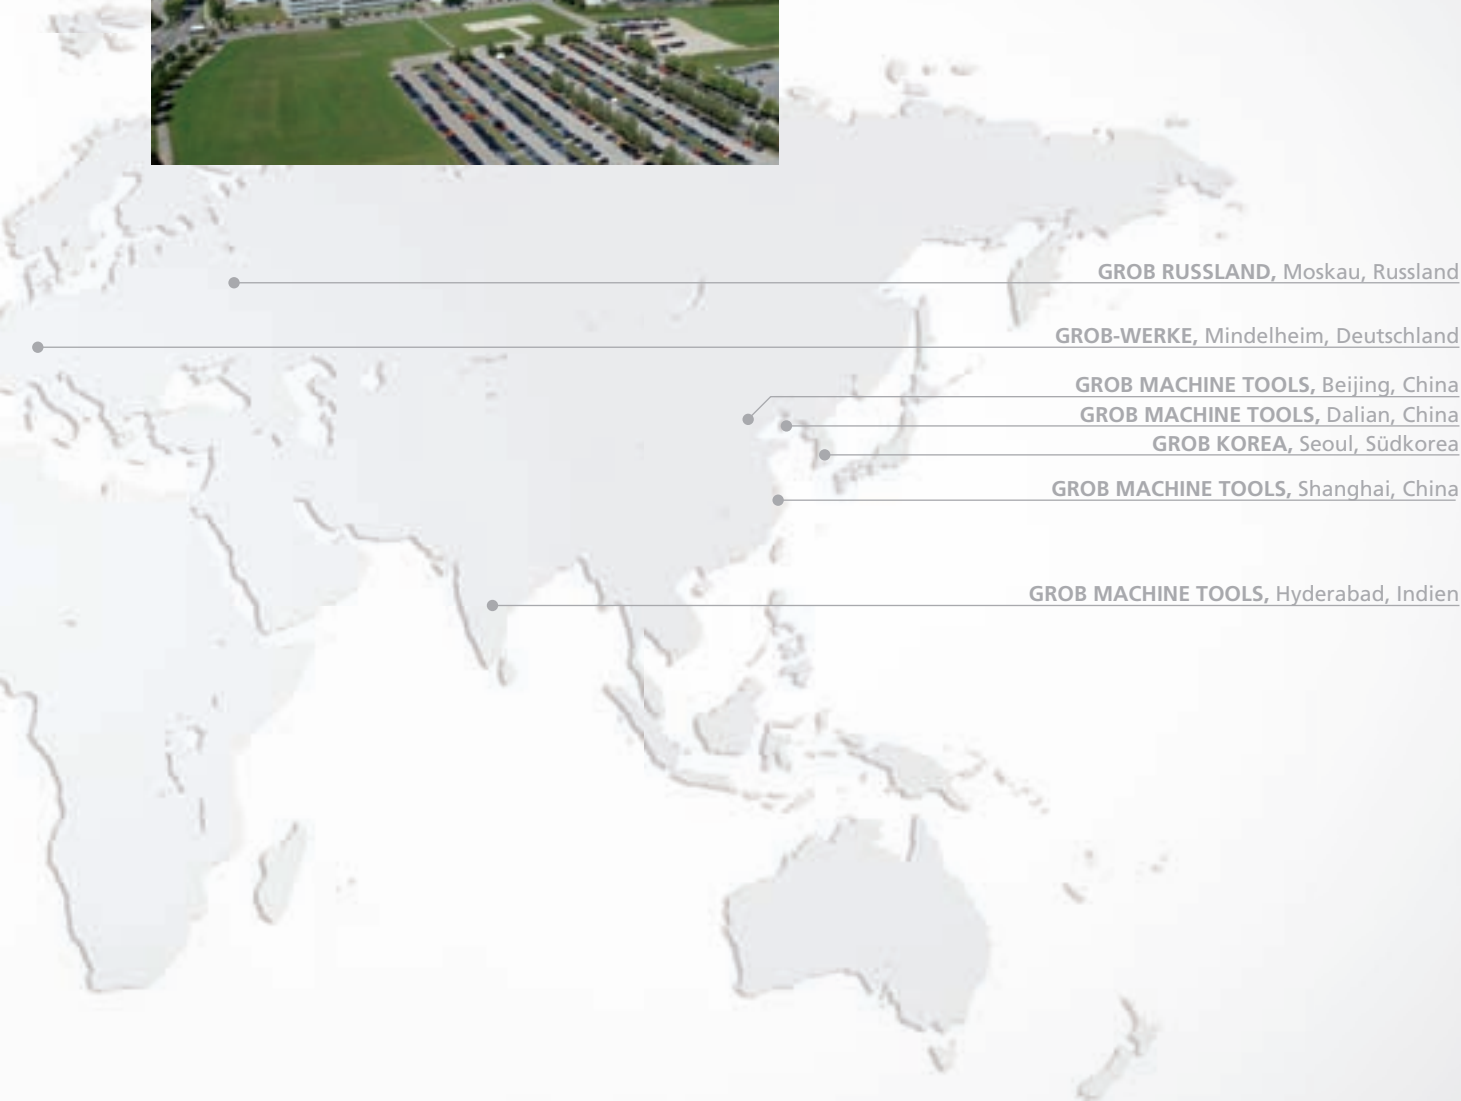 GROB RUSSLAND, Moskau, Russland
GROB-WERKE, Mindelheim, Deutschland
GROB MACHINE TOOLS, Beijing, China
GROB MACHINE TOOLS, Dalian, China
GROB KOREA, Seoul, Südkorea
GROB MACHINE TOOLS, Shanghai, China
GROB MACHINE TOOLS, Hyderabad, Indien